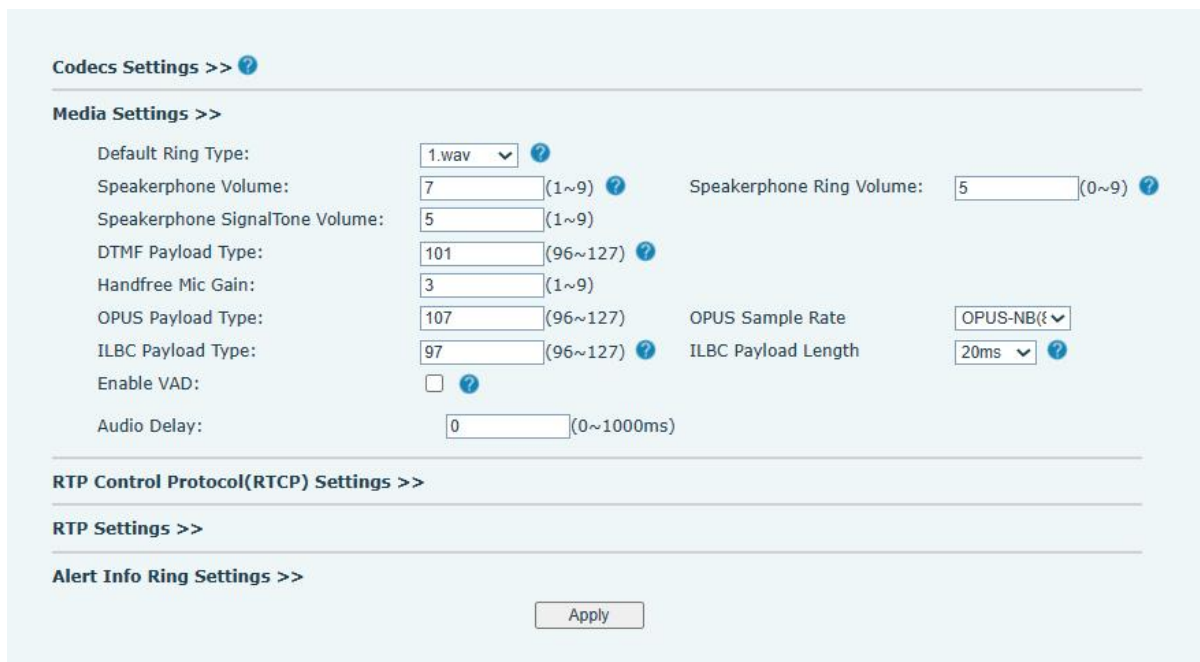 Codecs Settings >> ?
Media Settings >>
Default Ring Type: 1.wav ?
Speakerphone Volume: 7 (1~9) ? Speakerphone Ring Volume: 5 (0~9) ?
Speakerphone SignalTone Volume: 5 (1~9)
DTMF Payload Type: 101 (96~127) ?
Handfree Mic Gain: 3 (1~9)
OPUS Payload Type: 107 (96~127) OPUS Sample Rate OPUS-NB(8
ILBC Payload Type: 97 (96~127) ? ILBC Payload Length 20ms ?
Enable VAD: ?
Audio Delay: 0 (0~1000ms)
RTP Control Protocol(RTCP) Settings >>
RTP Settings >>
Alert Info Ring Settings >>
Apply